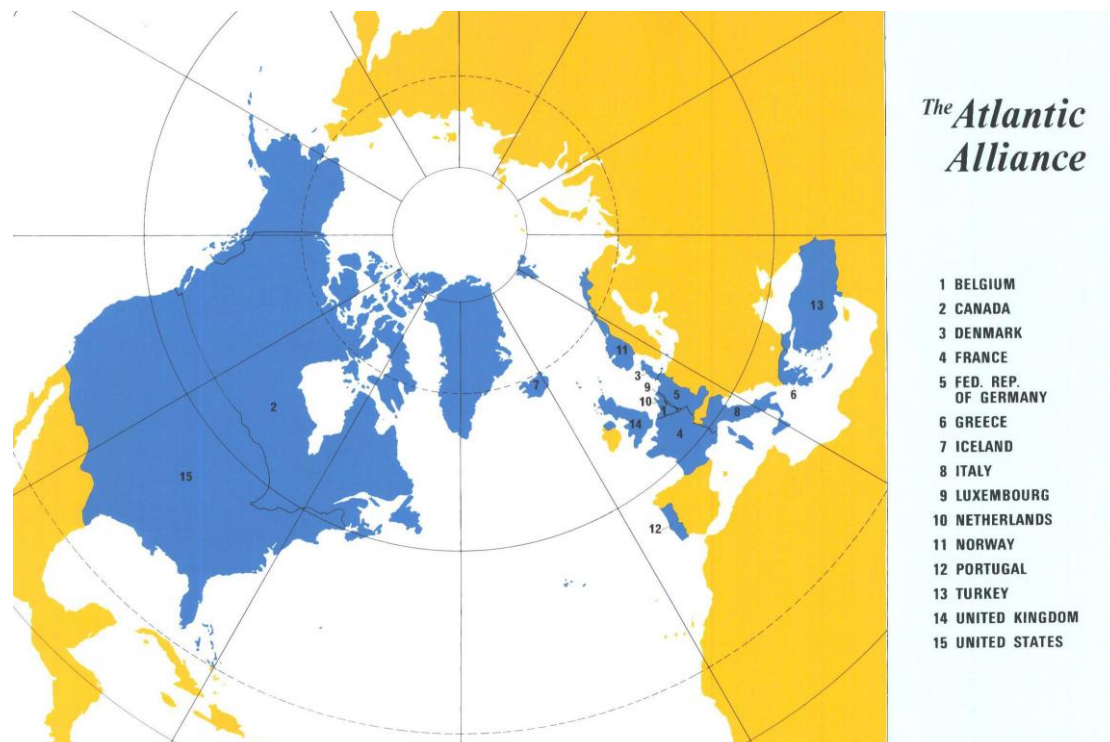 The Atlantic
Alliance
1 BELGIUM
2 CANADA
3 DENMARK
4 FRANCE
5 FED. REP.
OF GERMANY
6 GREECE
7 ICELAND
8 ITALY
9 LUXEMBOURG
10 NETHERLANDS
11 NORWAY
12 PORTUGAL
13 TURKEY
14 UNITED KINGDOM
15 UNITED STATES
13
11
3
9
10
5
7
6
1
8
2
14
4
15
12